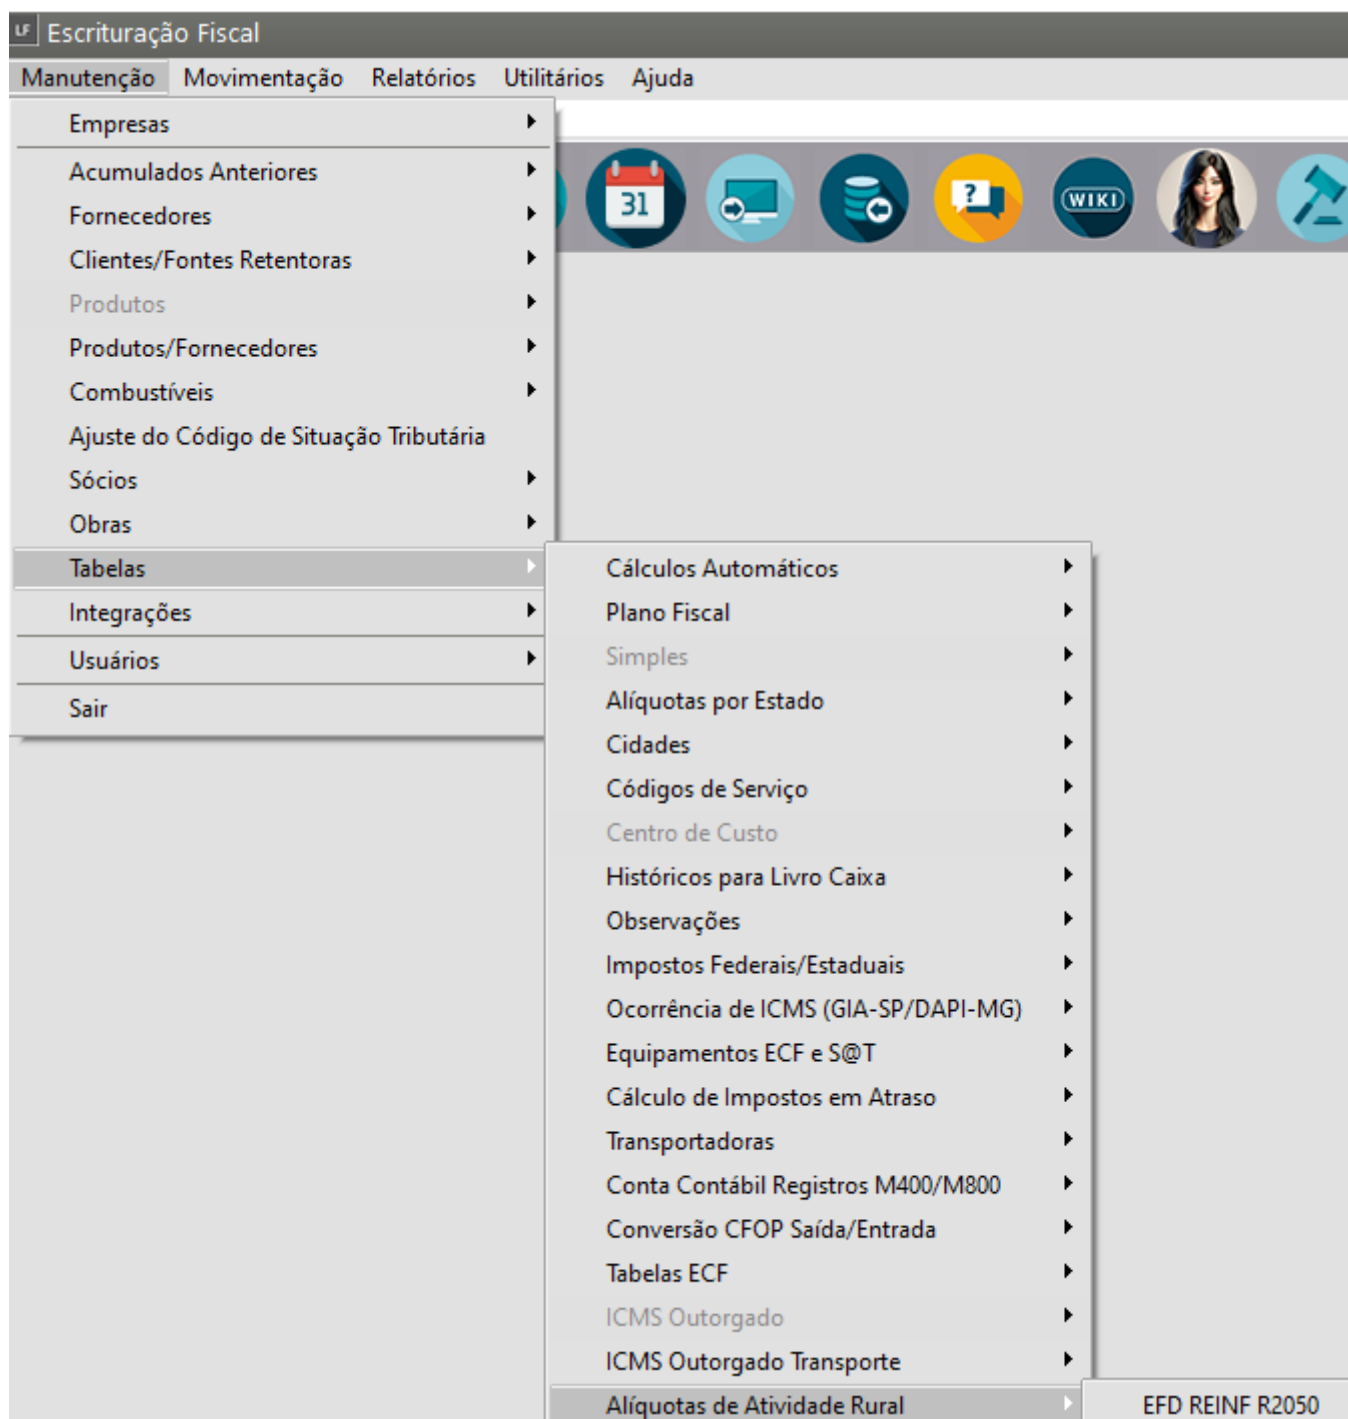 LF Escrituração Fiscal
Manutenção Movimentação Relatórios Utilitários Ajuda
Empresas
Acumulados Anteriores
Fornecedores
Clientes/Fontes Retentoras
Produtos
Produtos/Fornecedores
Combustíveis
Ajuste do Código de Situação Tributária
Sócios
Obras
Tabelas
Integrações
Usuários
Sair
31
?
WIKI
Cálculos Automáticos
Plano Fiscal
Simples
Alíquotas por Estado
Cidades
Códigos de Serviço
Centro de Custo
Históricos para Livro Caixa
Observações
Impostos Federais/Estaduais
Ocorrência de ICMS (GIA-SP/DAPI-MG)
Equipamentos ECF e S@T
Cálculo de Impostos em Atraso
Transportadoras
Conta Contábil Registros M400/M800
Conversão CFOP Saída/Entrada
Tabelas ECF
ICMS Outorgado
ICMS Outorgado Transporte
Alíquotas de Atividade Rural
EFD REINF R2050